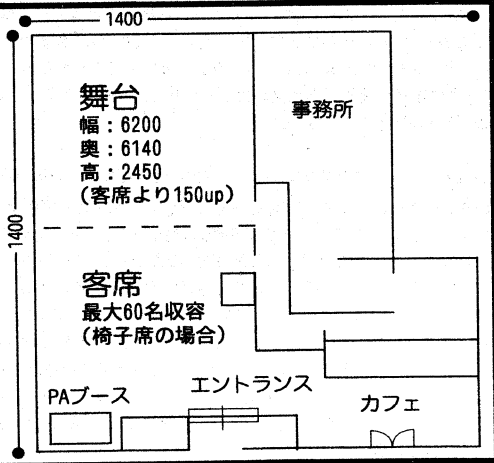 1400
舞台
幅：6200
奥：6140
高：2450
（客席より150up）
事務所
1400
客席
最大60名収容
（椅子席の場合）
PAブース
エントランス
カフェ